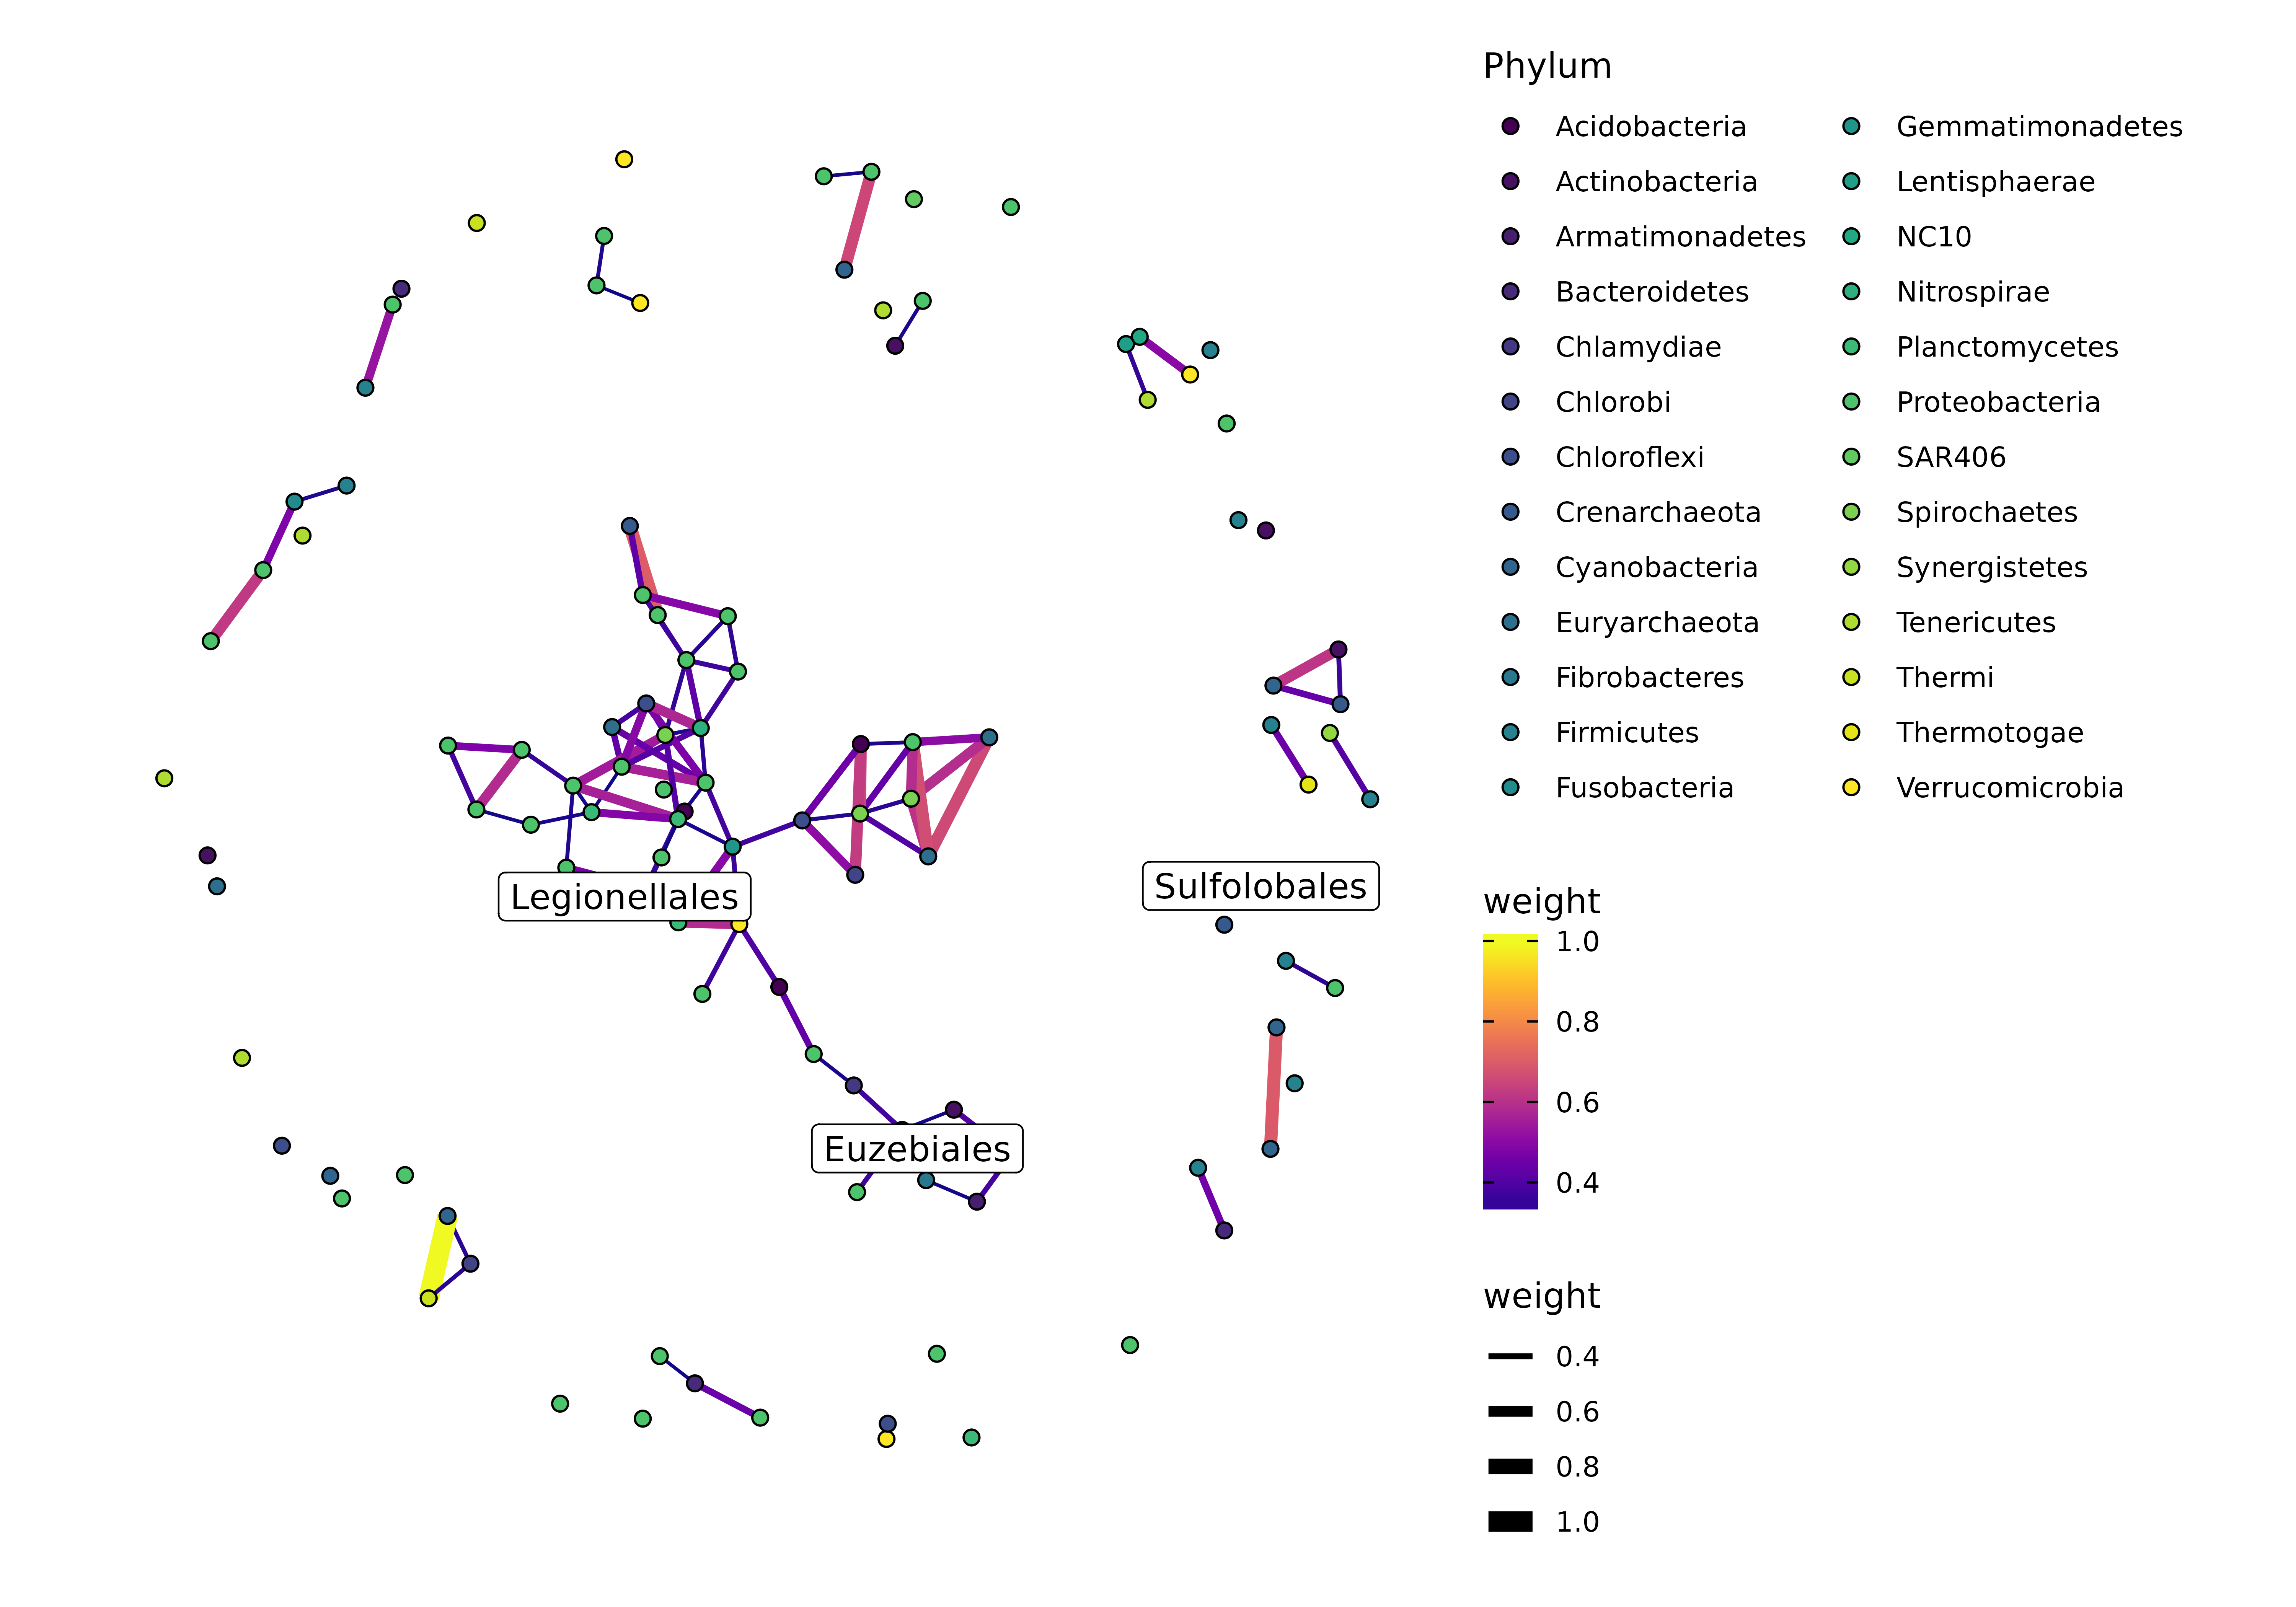 Phylum
Acidobacteria
Actinobacteria
Armatimonadetes
Bacteroidetes
Chlamydiae
Chlorobi
Chloroflexi
Crenarchaeota
Cyanobacteria
Euryarchaeota
Fibrobacteres
Firmicutes
Fusobacteria
Gemmatimonadetes
Lentisphaerae
NC10
Nitrospirae
Planctomycetes
Proteobacteria
SAR406
Spirochaetes
Synergistetes
Tenericutes
Thermi
Thermotogae
Verrucomicrobia
Legionellales
Sulfolobales
Euzebiales
weight
1.0
0.8
0.6
0.4
weight
0.4
0.6
0.8
1.0